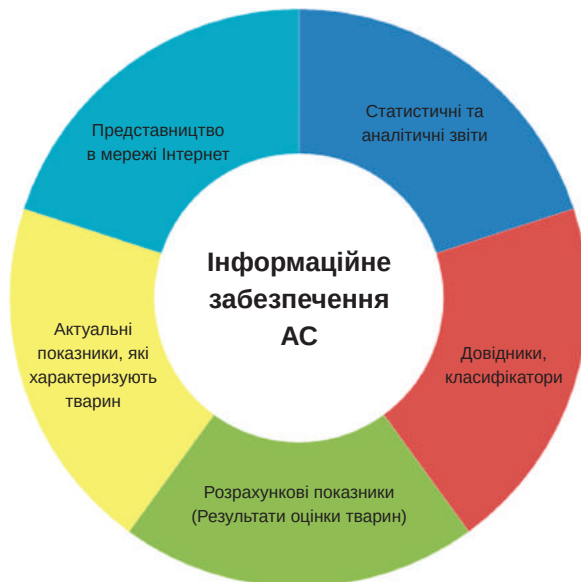 Представництво
в мережі Інтернет
Статистичні та
аналітичні звіти
Інформаційне
забезпечення
АС
Актуальні
показники, які
характеризують
тварин
Довідники,
класифікатори
Розрахункові показники
(Результати оцінки тварин)